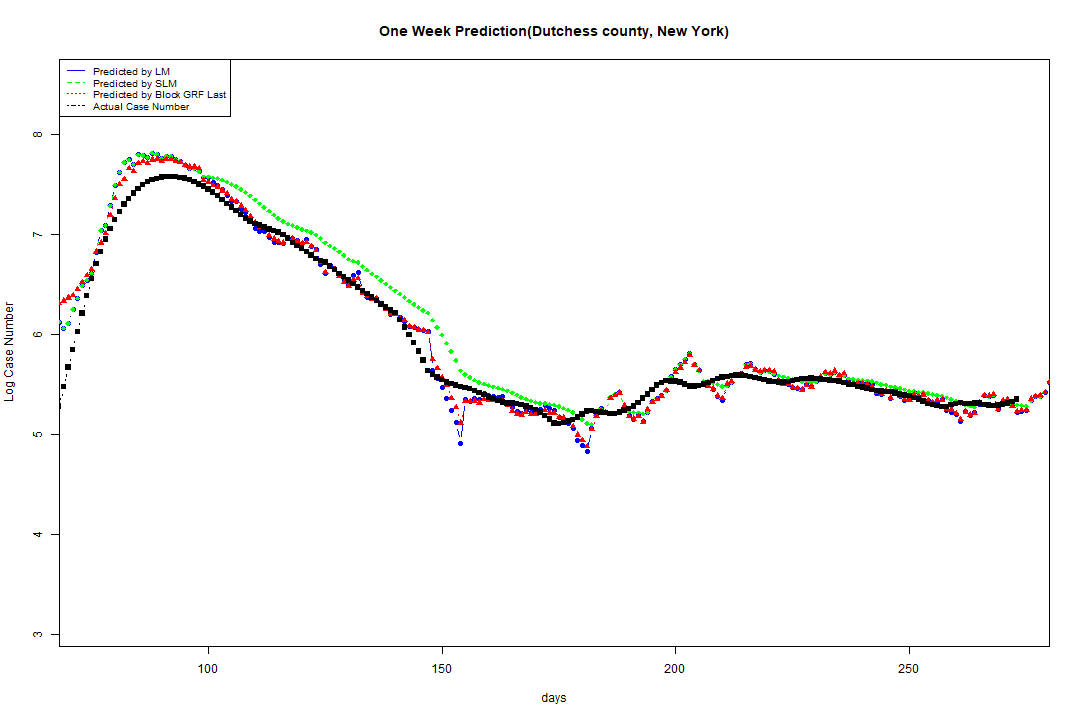 One Week Prediction(Dutchess county, New York)
Predicted by LM
Predicted by SLM
Predicted by Block GRF Last
Actual Case Number
8
7
6
5
4
3
Log Case Number
100 150 200 250
days